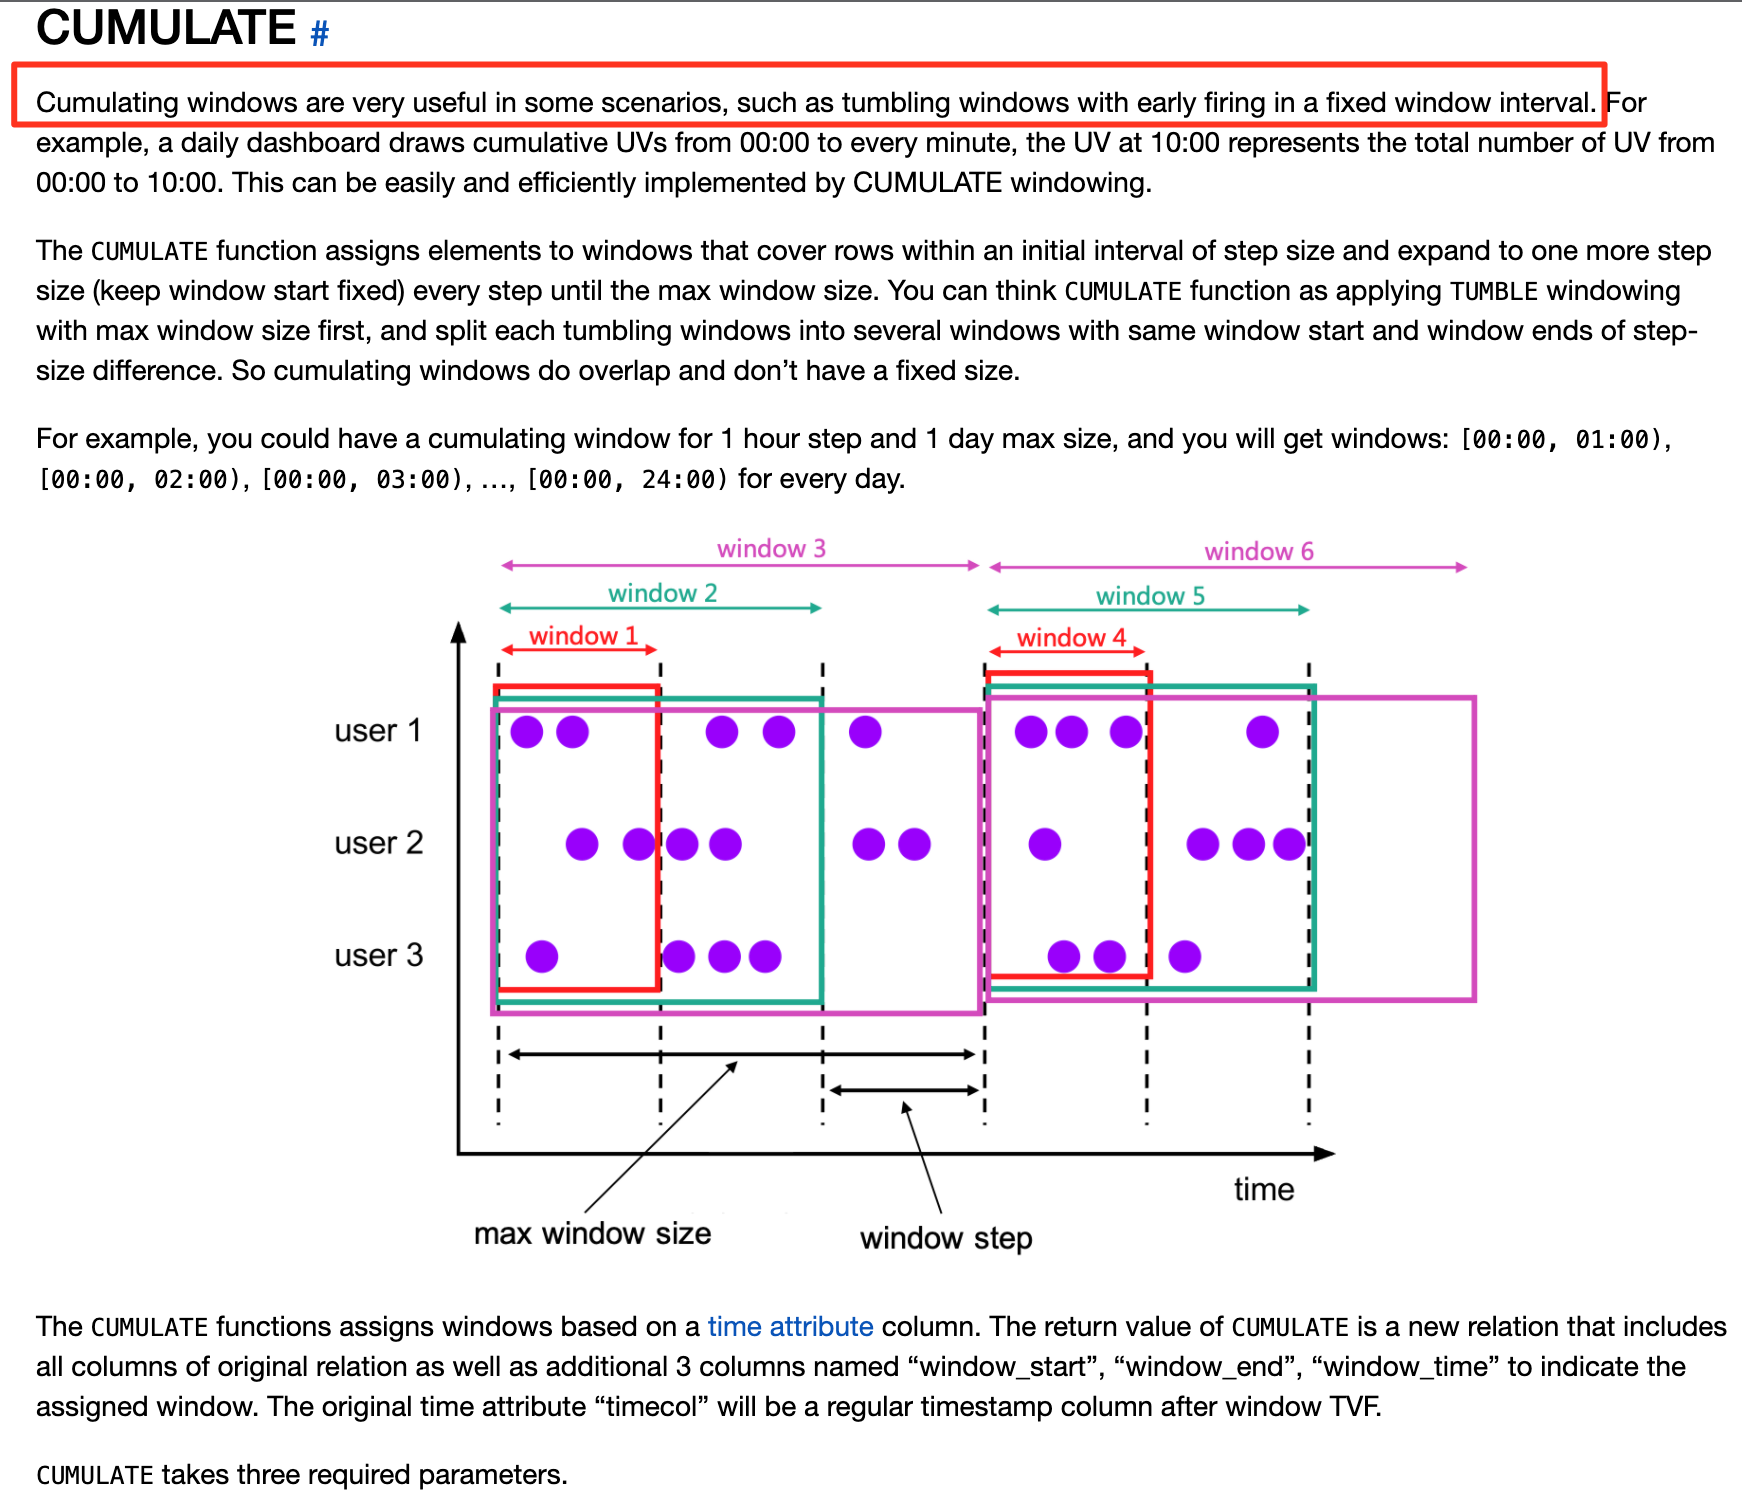 CUMULATE #
Cumulating windows are very useful in some scenarios, such as tumbling windows with early firing in a fixed window interval. For
example, a daily dashboard draws cumulative UVs from 00:00 to every minute, the UV at 10:00 represents the total number of UV from
00:00 to 10:00. This can be easily and efficiently implemented by CUMULATE windowing.
The CUMULATE function assigns elements to windows that cover rows within an initial interval of step size and expand to one more step
size (keep window start fixed) every step until the max window size. You can think CUMULATE function as applying TUMBLE windowing
with max window size first, and split each tumbling windows into several windows with same window start and window ends of step-
size difference. So cumulating windows do overlap and don’t have a fixed size.
For example, you could have a cumulating window for 1 hour step and 1 day max size, and you will get windows: [00:00, 01:00),
[00:00, 02:00), [00:00, 03:00), …, [00:00, 24:00) for every day.
window 3
window 6
window 2
window 5
window 1
window 4
user 1
user 2
user 3
time
max window size
window step
The CUMULATE functions assigns windows based on a time attribute column. The return value of CUMULATE is a new relation that includes
all columns of original relation as well as additional 3 columns named “window_start”, “window_end”, “window_time” to indicate the
assigned window. The original time attribute “timecol” will be a regular timestamp column after window TVF.
CUMULATE takes three required parameters.